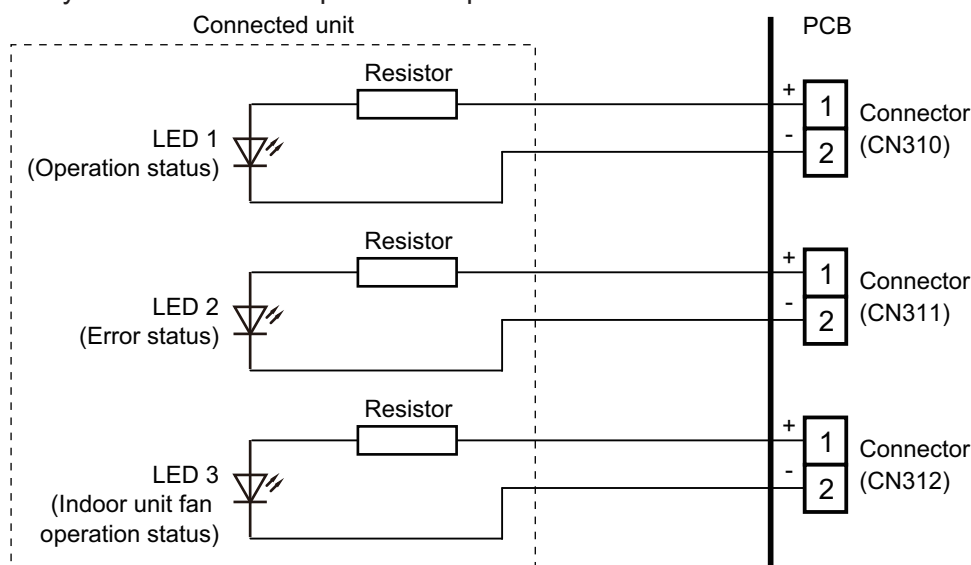 Connected unit
PCB
Resistor
LED 1
(Operation status)
+
1
-
2
Connector
(CN310)
Resistor
LED 2
(Error status)
+
1
-
2
Connector
(CN311)
Resistor
LED 3
(Indoor unit fan
operation status)
+
1
-
2
Connector
(CN312)